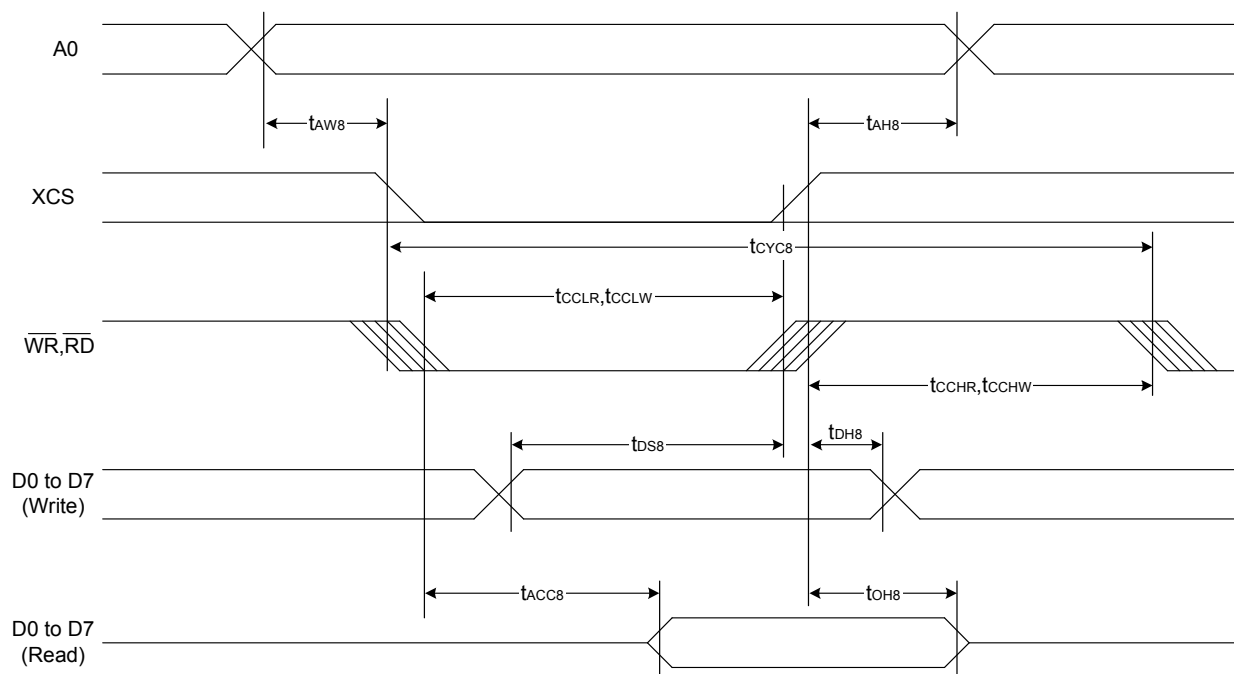 A0
tAW8
tAH8
XCS
tCYC8
tCCLR,tCCLW
WR,RD
tCCHR,tCCHW
tDS8
tDH8
D0 to D7
(Write)
tACC8
tOH8
D0 to D7
(Read)